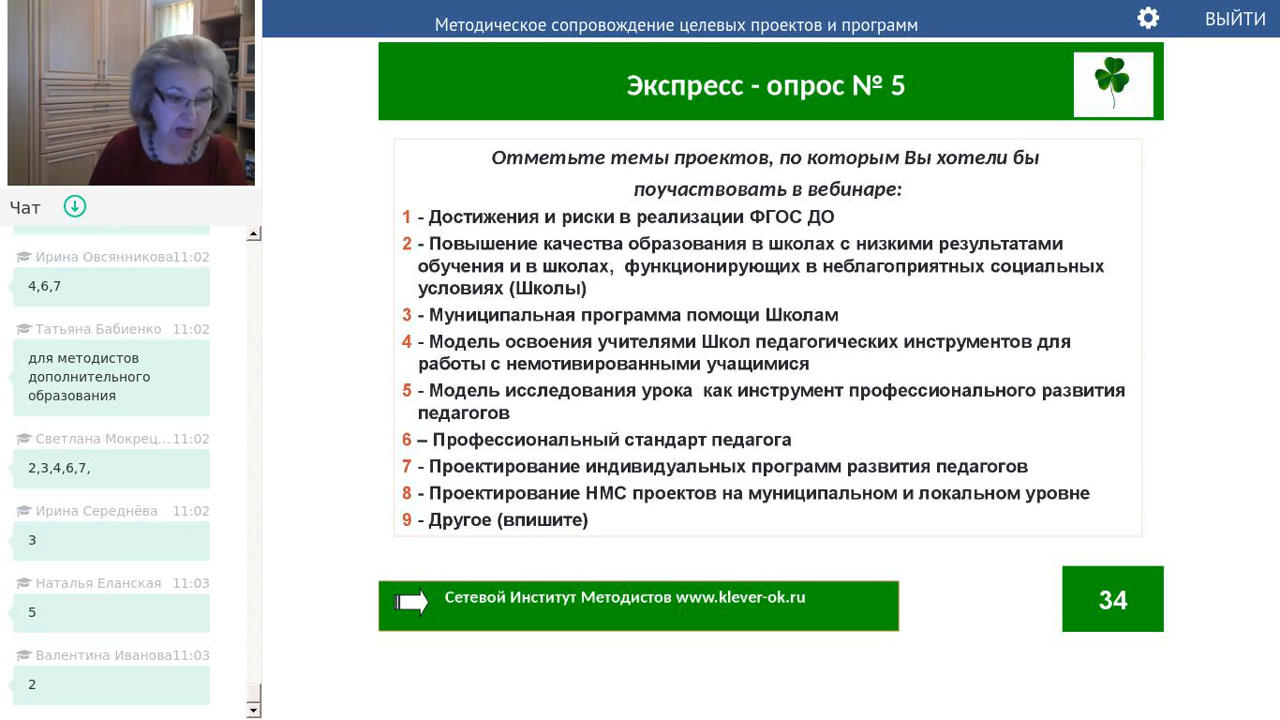 Методическое сопровождение целевых проектов и программ
ВЫЙТИ
Экспресс - опрос № 5
Отметьте темы проектов, по которым Вы хотели бы
поучаствовать в вебинаре:
1 - Достижения и риски в реализации ФГОС ДО
2 - Повышение качества образования в школах с низкими результатами
обучения и в школах, функционирующих в неблагоприятных социальных
условиях (Школы)
3 - Муниципальная программа помощи Школам
4 - Модель освоения учителями Школ педагогических инструментов для
работы с немотивированными учащимися
5 - Модель исследования урока как инструмент профессионального развития
педагогов
6 – Профессиональный стандарт педагога
7 - Проектирование индивидуальных программ развития педагогов
8 - Проектирование НМС проектов на муниципальном и локальном уровне
9 - Другое (впишите)
Сетевой Институт Методистов www.klever-ok.ru
34
Чат
Ирина Овсянникова 11:02
4,6,7
Татьяна Бабиенко 11:02
для методистов
дополнительного
образования
Светлана Мокрец... 11:02
2,3,4,6,7,
Ирина Середнёва 11:02
3
Наталья Еланская 11:03
5
Валентина Иванова 11:03
2